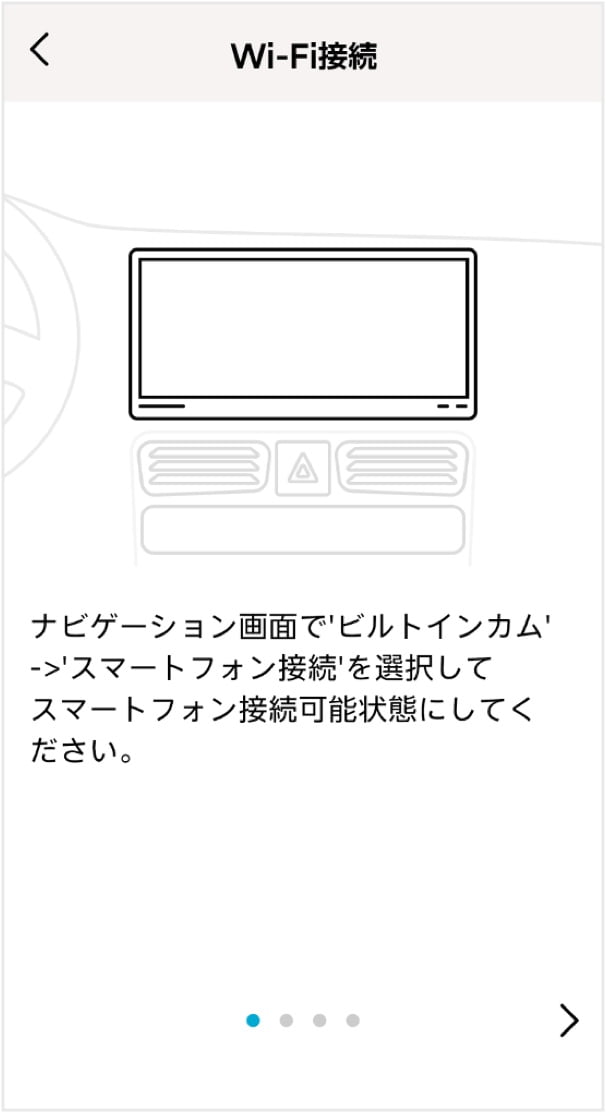 Wi-Fi接続
ナビゲーション画面で'ビルトインカム'
->'スマートフォン接続'を選択して
スマートフォン接続可能状態にしてく
ださい。